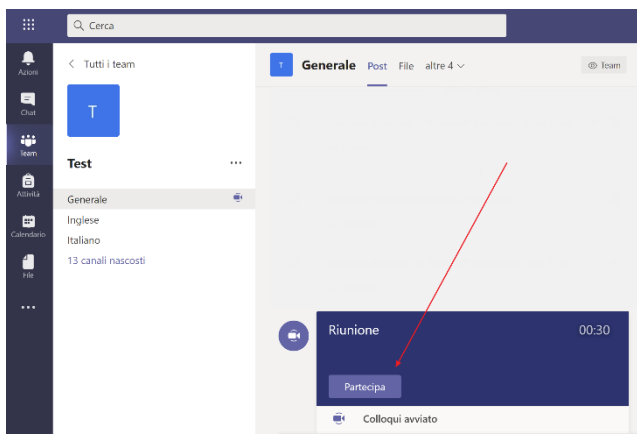 Cerca
Azioni
Chat
Team
Attività
Calendario
File
Tutti i team
T
Test
Generale
Inglese
Italiano
13 canali nascosti
T Generale Post File altre 4 Team
Riunione 00:30
Partecipa
Colloqui avviato